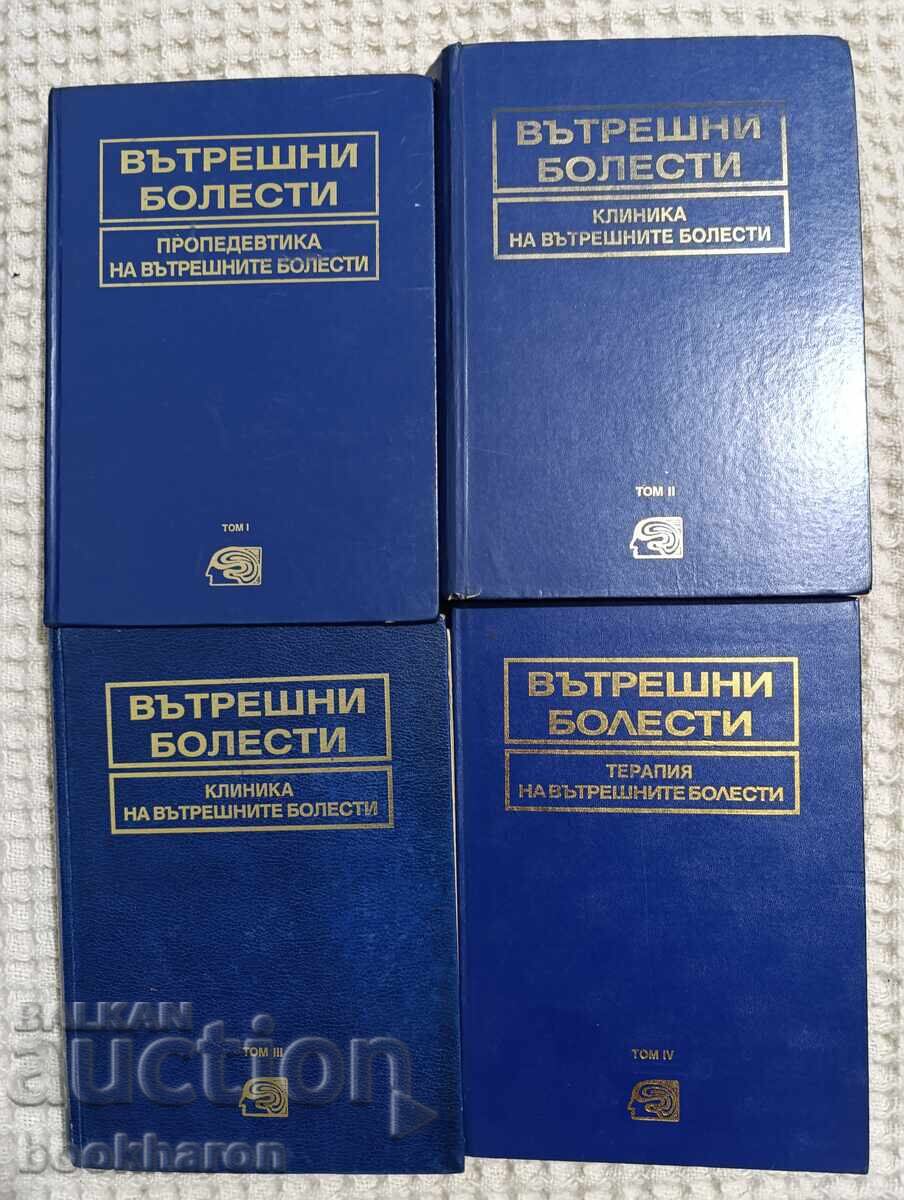 ВЪТРЕШНИ
БОЛЕСТИ
ПРОПЕДЕВТИКА
НА ВЪТРЕШНИТЕ БОЛЕСТИ
ТОМ I
ВЪТРЕШНИ
БОЛЕСТИ
КЛИНИКА
НА ВЪТРЕШНИТЕ БОЛЕСТИ
ТОМ II
ВЪТРЕШНИ
БОЛЕСТИ
КЛИНИКА
НА ВЪТРЕШНИТЕ БОЛЕСТИ
ТОМ III
ВЪТРЕШНИ
БОЛЕСТИ
ТЕРАПИЯ
НА ВЪТРЕШНИТЕ БОЛЕСТИ
ТОМ IV
BALKAN
auction
bookharon